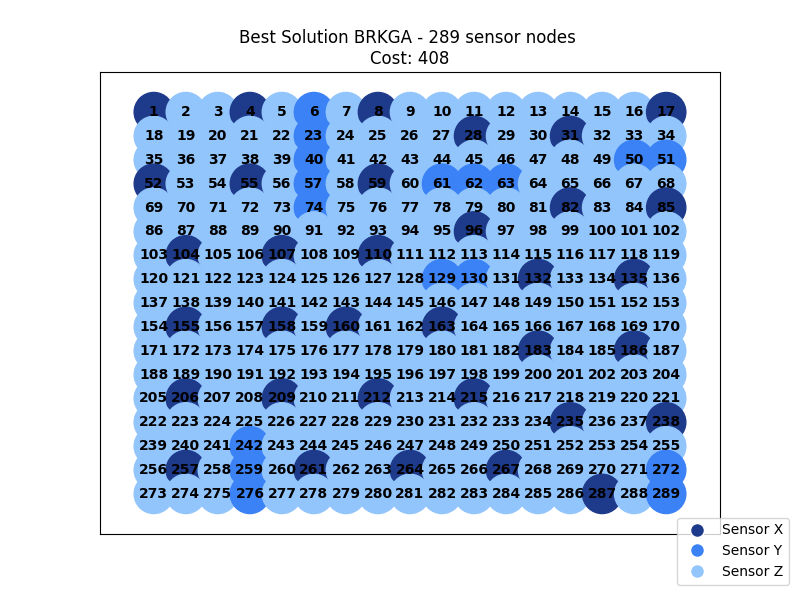 Best Solution BRKGA - 289 sensor nodes
Cost: 408
1 2 3 4 5 6 7 8 9 10 11 12 13 14 15 16 17
18 19 20 21 22 23 24 25 26 27 28 29 30 31 32 33 34
35 36 37 38 39 40 41 42 43 44 45 46 47 48 49 50 51
52 53 54 55 56 57 58 59 60 61 62 63 64 65 66 67 68
69 70 71 72 73 74 75 76 77 78 79 80 81 82 83 84 85
86 87 88 89 90 91 92 93 94 95 96 97 98 99 100 101 102
103 104 105 106 107 108 109 110 111 112 113 114 115 116 117 118 119
120 121 122 123 124 125 126 127 128 129 130 131 132 133 134 135 136
137 138 139 140 141 142 143 144 145 146 147 148 149 150 151 152 153
154 155 156 157 158 159 160 161 162 163 164 165 166 167 168 169 170
171 172 173 174 175 176 177 178 179 180 181 182 183 184 185 186 187
188 189 190 191 192 193 194 195 196 197 198 199 200 201 202 203 204
205 206 207 208 209 210 211 212 213 214 215 216 217 218 219 220 221
222 223 224 225 226 227 228 229 230 231 232 233 234 235 236 237 238
239 240 241 242 243 244 245 246 247 248 249 250 251 252 253 254 255
256 257 258 259 260 261 262 263 264 265 266 267 268 269 270 271 272
273 274 275 276 277 278 279 280 281 282 283 284 285 286 287 288 289
Sensor X
Sensor Y
Sensor Z